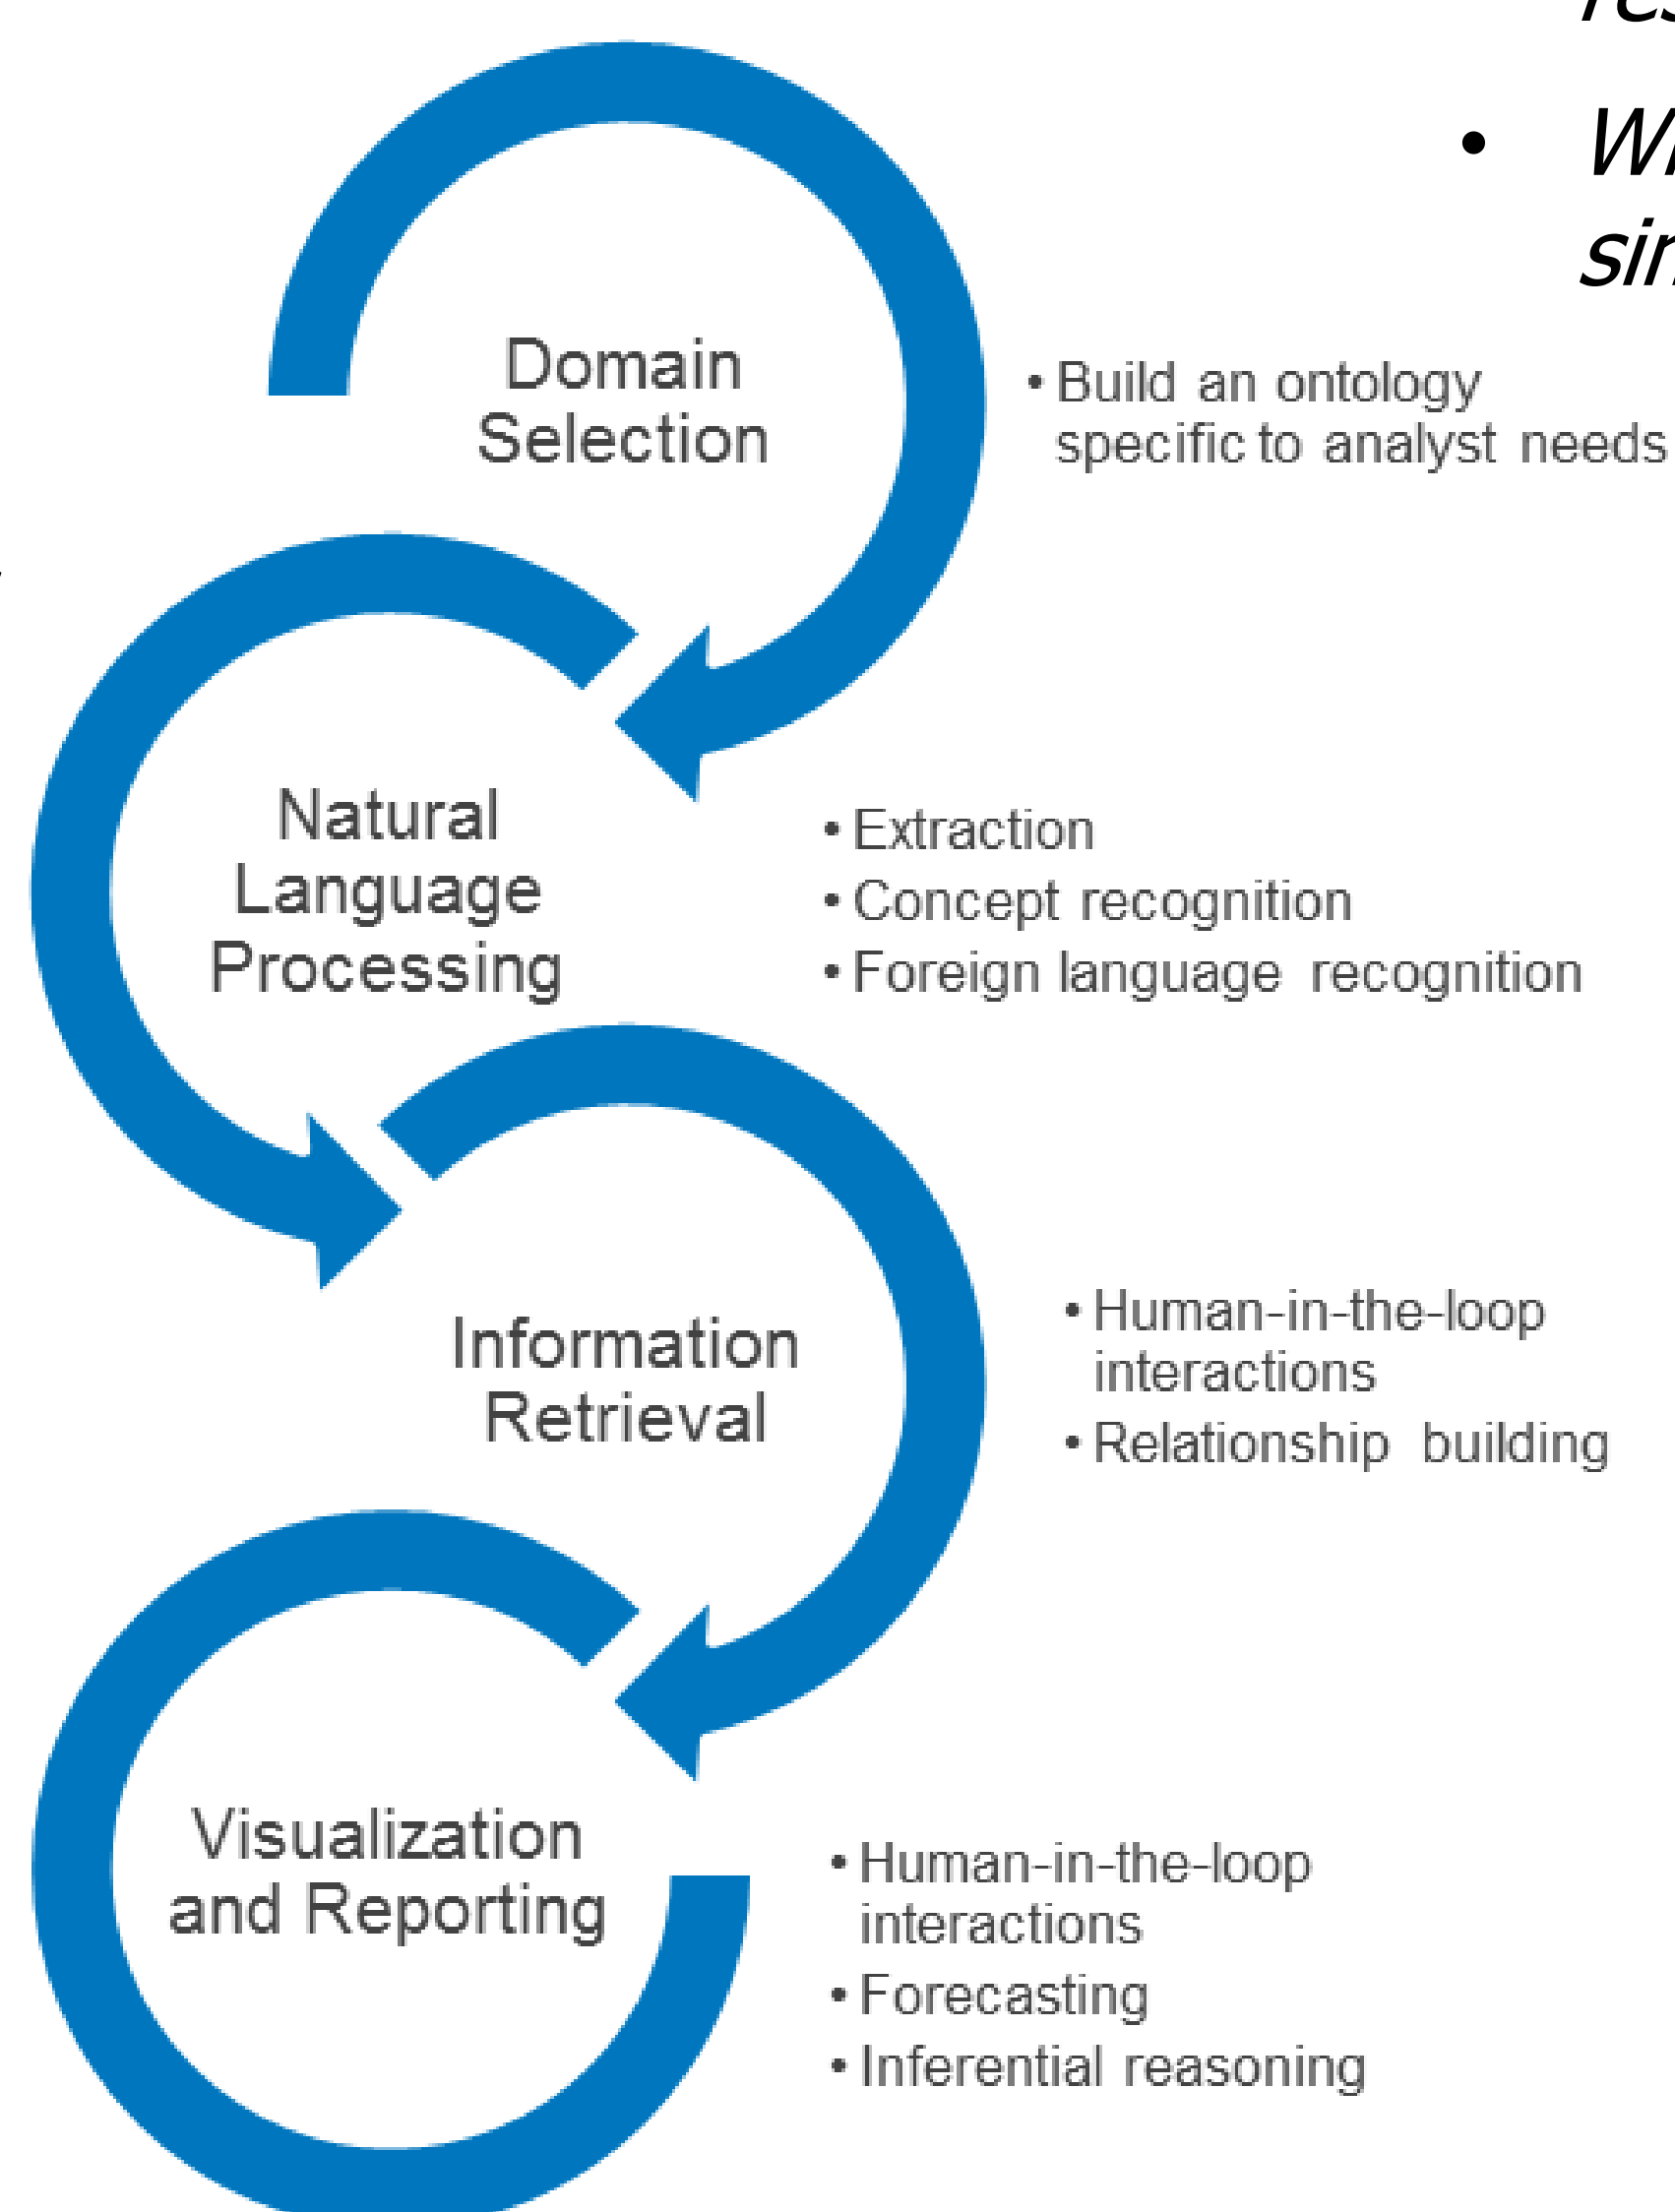 Domain
Selection
• Build an ontology
specific to analyst needs
Natural
Language
Processing
• Extraction
• Concept recognition
• Foreign language recognition
Information
Retrieval
• Human-in-the-loop
interactions
• Relationship building
Visualization
and Reporting
• Human-in-the-loop
interactions
• Forecasting
• Inferential reasoning